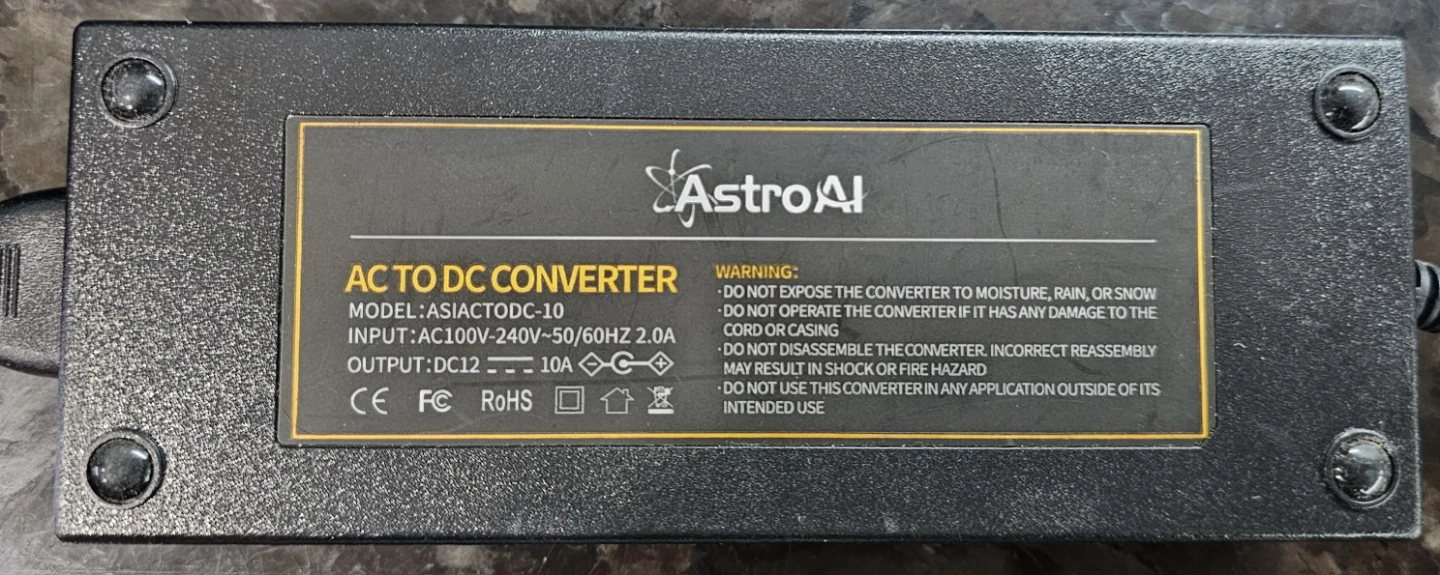 AstroAI
AC TO DC CONVERTER
MODEL:ASIACTODC-10
INPUT:AC100V-240V~50/60HZ 2.0A
OUTPUT:DC12 ⎓ 10A
CE FC RoHS
WARNING:
·DO NOT EXPOSE THE CONVERTER TO MOISTURE, RAIN, OR SNOW
·DO NOT OPERATE THE CONVERTER IF IT HAS ANY DAMAGE TO THE
CORD OR CASING
·DO NOT DISASSEMBLE THE CONVERTER. INCORRECT REASSEMBLY
MAY RESULT IN SHOCK OR FIRE HAZARD
·DO NOT USE THIS CONVERTER IN ANY APPLICATION OUTSIDE OF ITS
INTENDED USE